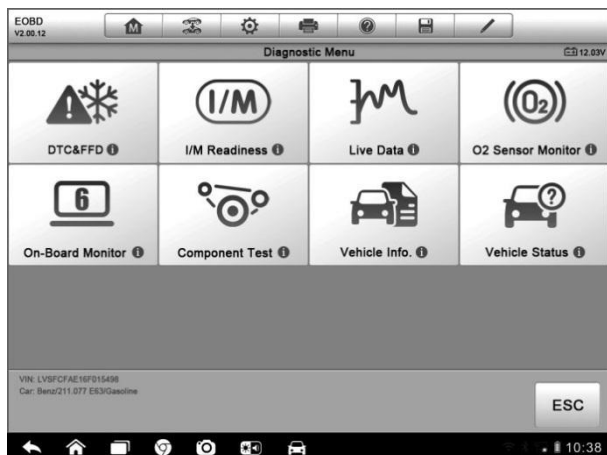 EOBD
V2.00.12
M
Diagnostic Menu
12.03V
DTC&FFD
I/M
I/M Readiness
Live Data
O2
O2 Sensor Monitor
6
On-Board Monitor
Component Test
Vehicle Info.
?
Vehicle Status
VIN: LVSFCFAE16F015498
Car: Benz/211.077 E63/Gasoline
ESC
10:38